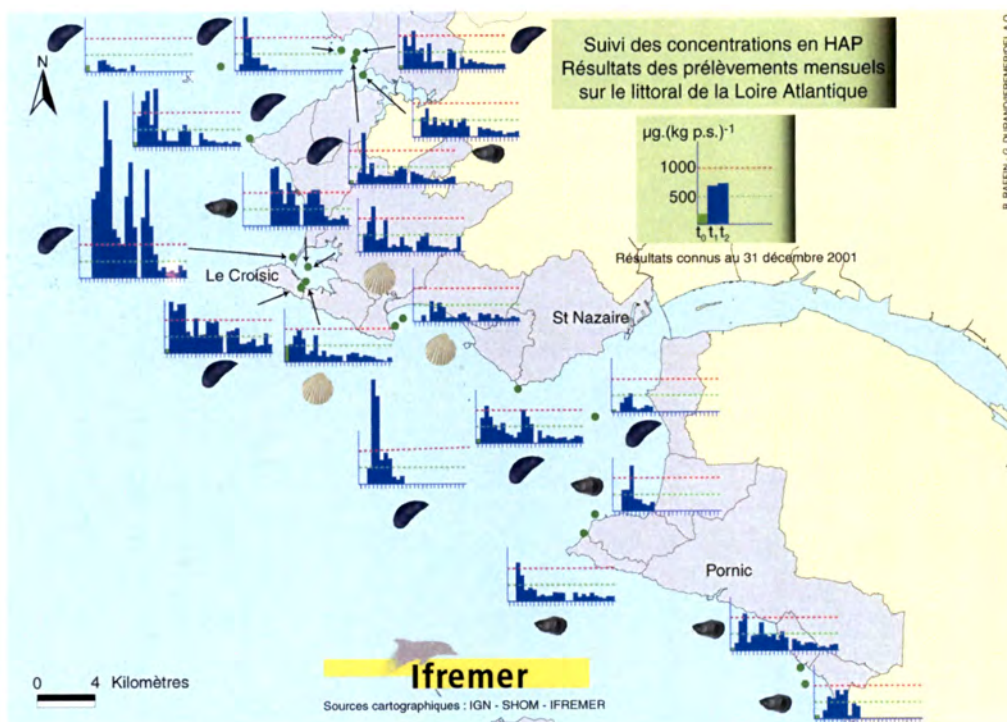 Suivi des concentrations en HAP
Résultats des prélèvements mensuels
sur le littoral de la Loire Atlantique
N
µg.(kg p.s.)-1
1000
500
t0 t1 t2
Résultats connus au 31 décembre 2001
Le Croisic
St Nazaire
Pornic
0 4 Kilomètres
Ifremer
Sources cartographiques : IGN - SHOM - IFREMER